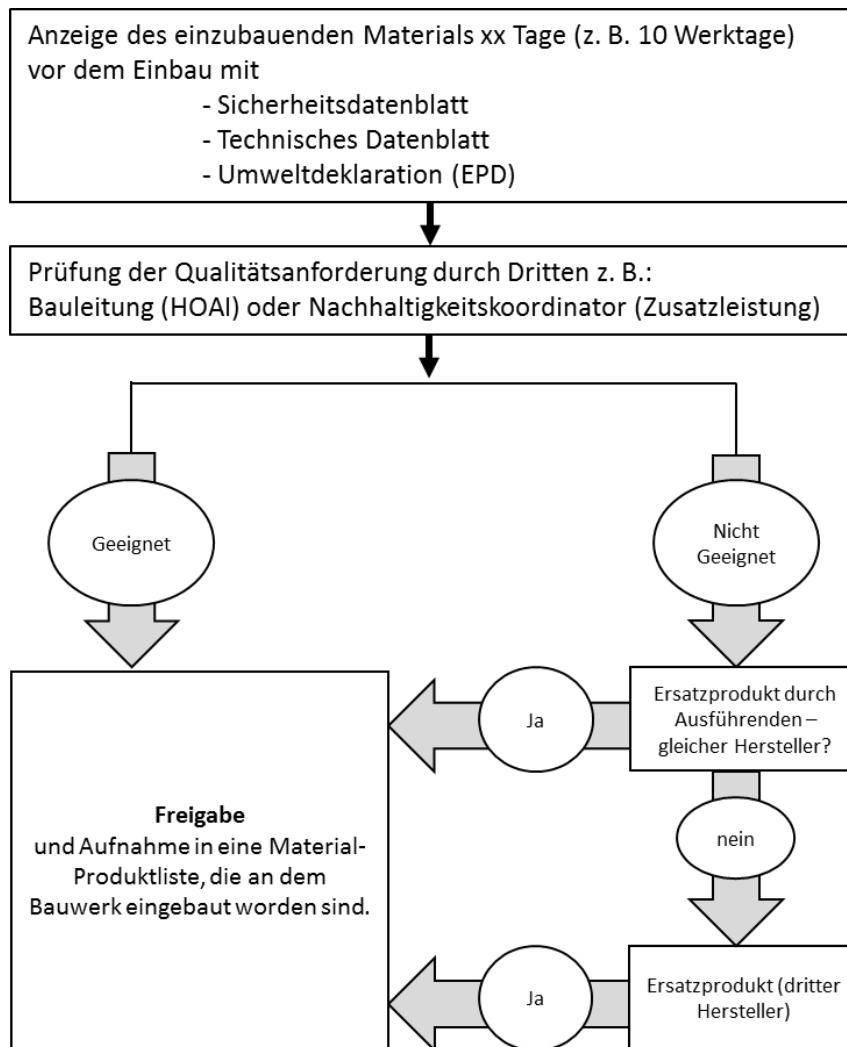 Anzeige des einzubauenden Materials xx Tage (z. B. 10 Werktage)
vor dem Einbau mit
- Sicherheitsdatenblatt
- Technisches Datenblatt
- Umweltdeklaration (EPD)
Prüfung der Qualitätsanforderung durch Dritten z. B.:
Bauleitung (HOAI) oder Nachhaltigkeitskoordinator (Zusatzleistung)
Geeignet
Nicht
Geeignet
Ersatzprodukt durch
Ausführenden –
gleicher Hersteller?
Ja
nein
Freigabe
und Aufnahme in eine Material-
Produktliste, die an dem
Bauwerk eingebaut worden sind.
Ersatzprodukt (dritter
Hersteller)
Ja